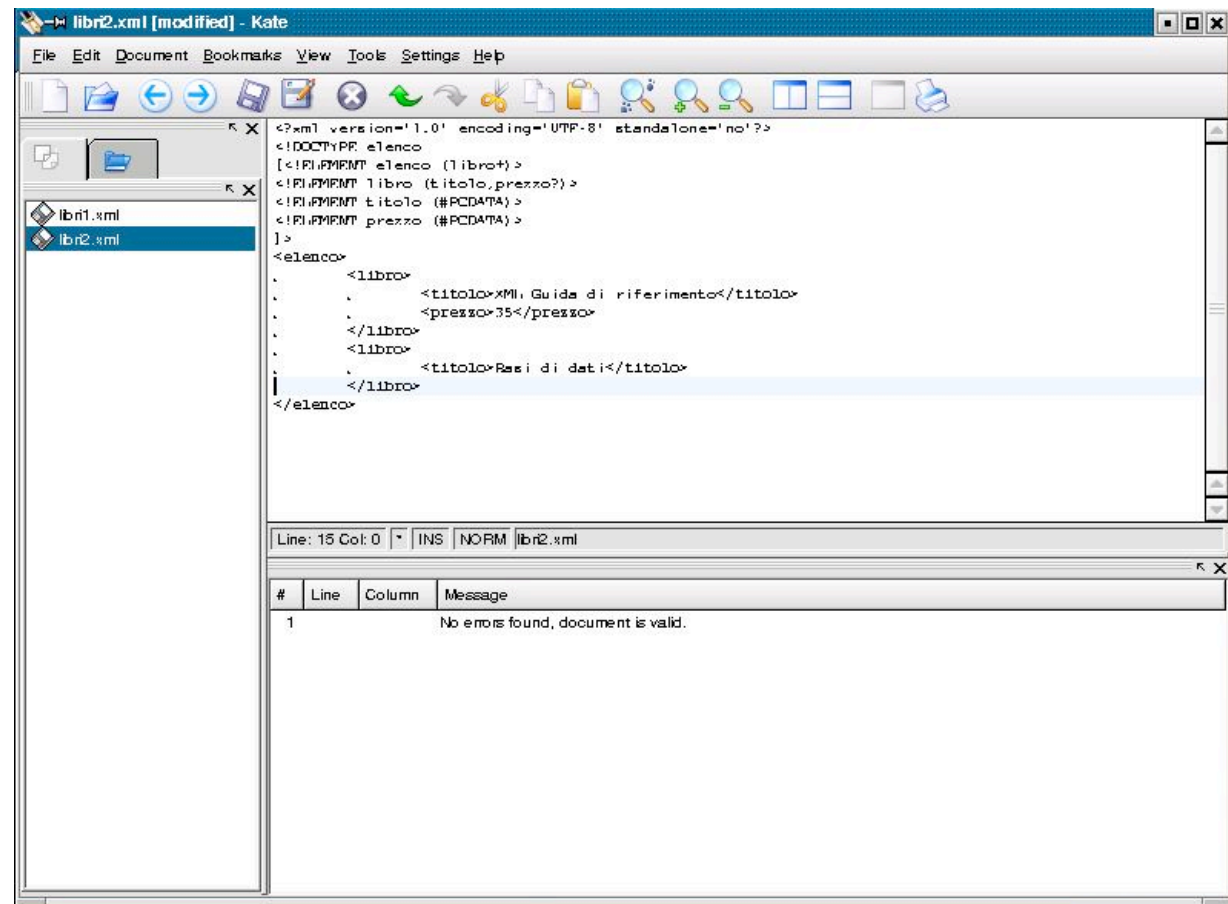 libri2.xml [modified] - Kate
File Edit Document Bookmarks View Tools Settings Help
libri1.xml
libri2.xml
<?xml version='1.0' encoding='UTF-8' standalone='no'?>
<!DOCTYPE elenco
[<!ELEMENT elenco (libro+)>
<!ELEMENT libro (titolo,prezzo?)>
<!ELEMENT titolo (#PCDATA)>
<!ELEMENT prezzo (#PCDATA)>
]>
<elenco>
<libro>
<titolo>XML Guida di riferimento</titolo>
<prezzo>35</prezzo>
</libro>
<libro>
<titolo>Basi di dati</titolo>
</libro>
</elenco>
Line: 15 Col: 0 * INS NORM libri2.xml
# Line Column Message
1 No errors found, document is valid.